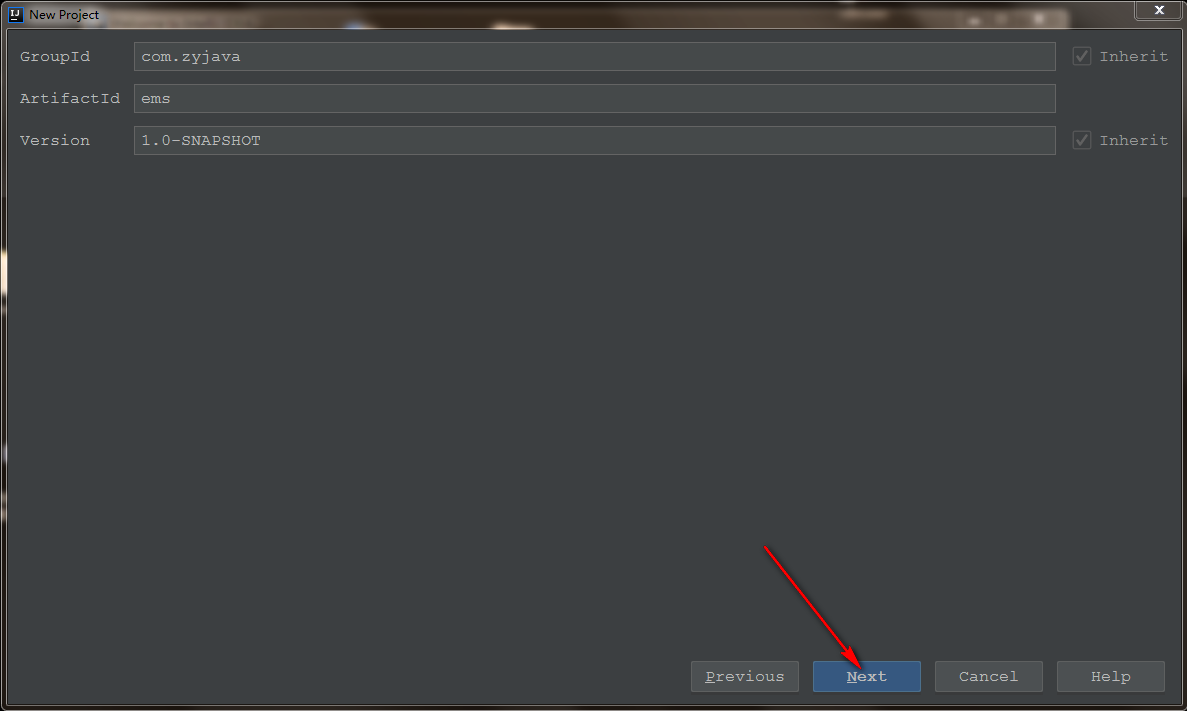 IJ New Project
GroupId com.zyjava Inherit
ArtifactId ems
Version 1.0-SNAPSHOT Inherit
Previous Next Cancel Help